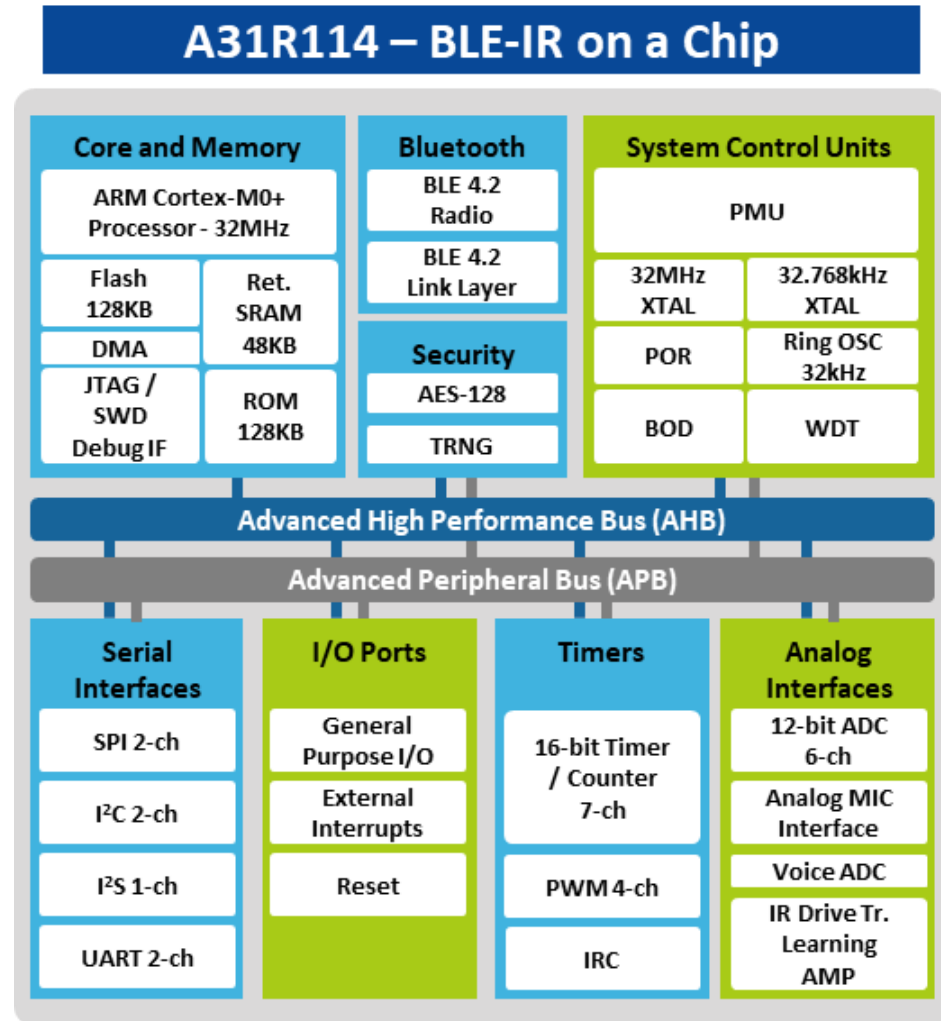 A31R114 – BLE-IR on a Chip
Core and Memory
ARM Cortex-M0+
Processor - 32MHz
Flash
128KB
Ret.
SRAM
48KB
DMA
JTAG /
SWD
Debug IF
ROM
128KB
Bluetooth
BLE 4.2
Radio
BLE 4.2
Link Layer
Security
AES-128
TRNG
System Control Units
PMU
32MHz
XTAL
32.768kHz
XTAL
POR
Ring OSC
32kHz
BOD
WDT
Advanced High Performance Bus (AHB)
Advanced Peripheral Bus (APB)
Serial
Interfaces
SPI 2-ch
I²C 2-ch
I²S 1-ch
UART 2-ch
I/O Ports
General
Purpose I/O
External
Interrupts
Reset
Timers
16-bit Timer
/ Counter
7-ch
PWM 4-ch
IRC
Analog
Interfaces
12-bit ADC
6-ch
Analog MIC
Interface
Voice ADC
IR Drive Tr.
Learning
AMP